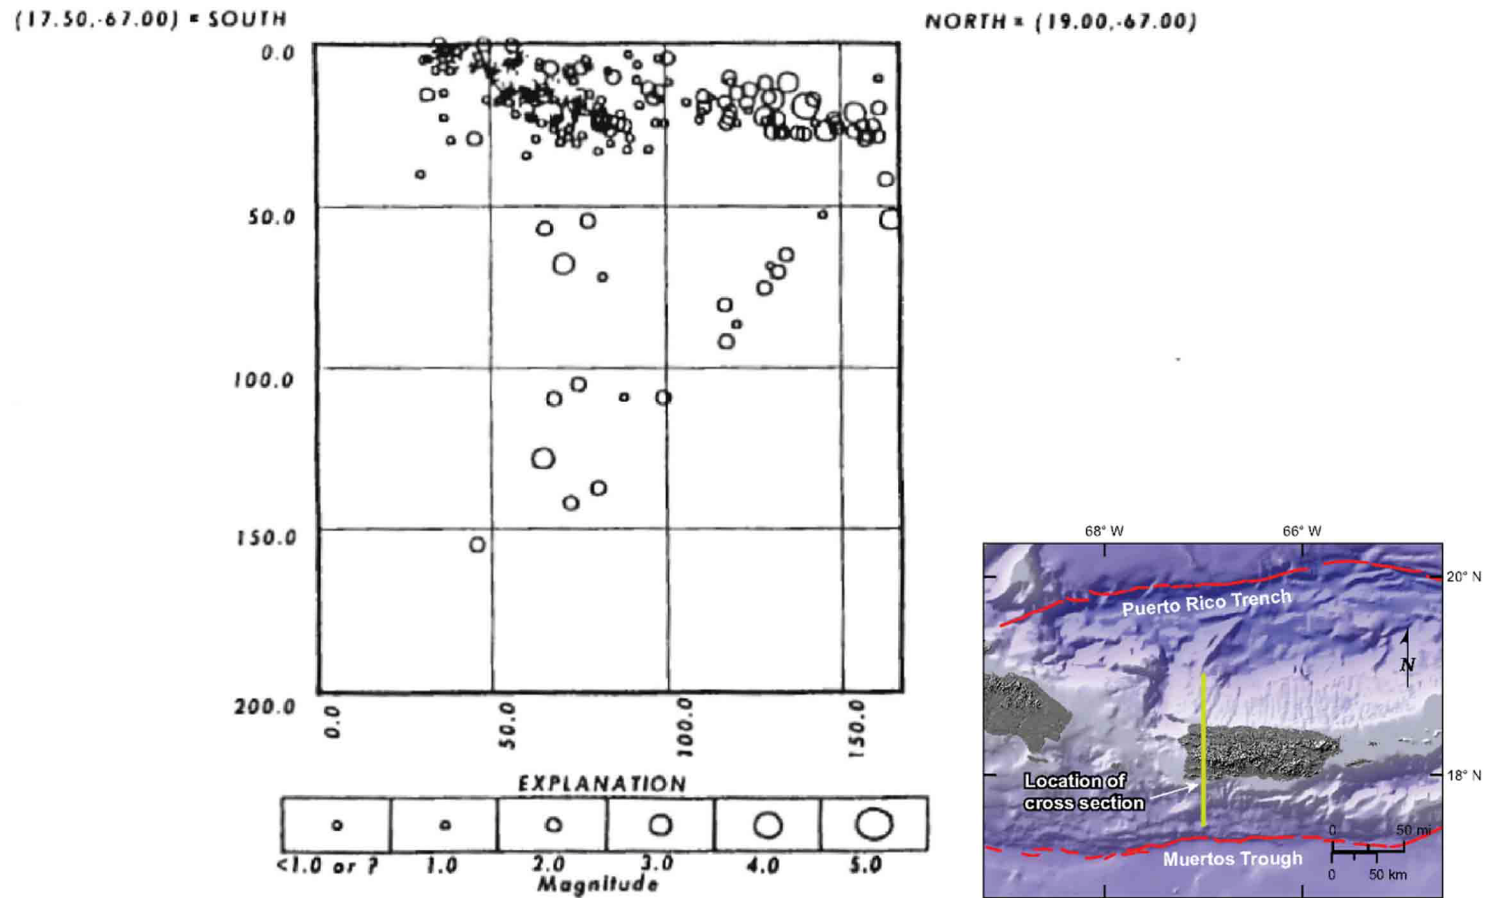 (17.50,-67.00) = SOUTH
NORTH = (19.00,-67.00)
0.0
50.0
100.0
150.0
200.0
0.0
50.0
100.0
150.0
EXPLANATION
<1.0 or ?
1.0
2.0
3.0
4.0
5.0
Magnitude
68° W
66° W
20° N
Puerto Rico Trench
N
18° N
Location of
cross section
0
50 mi
Muertos Trough
0
50 km